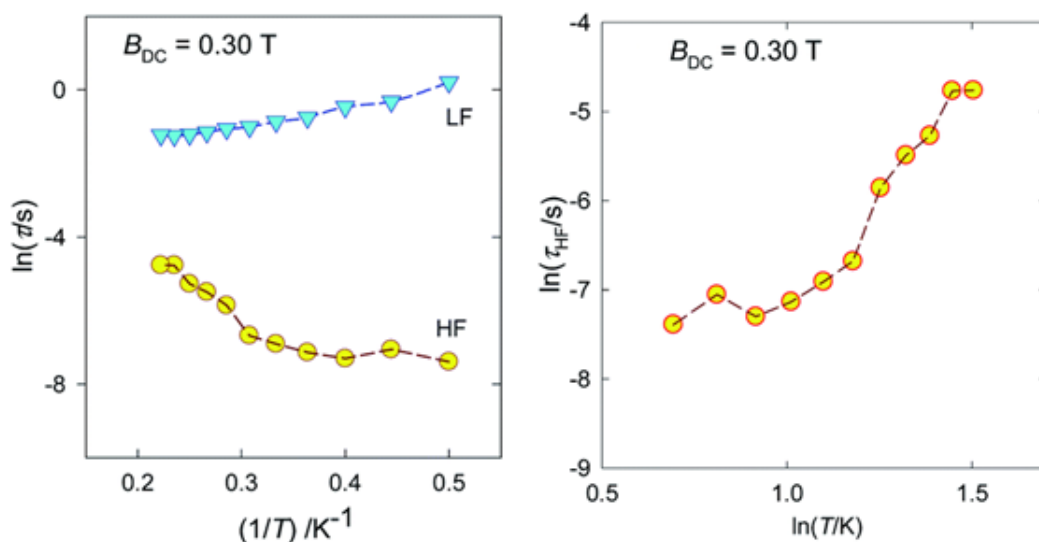 B_DC = 0.30 T
0
-4
-8
ln(τ/s)
LF
HF
0.2 0.3 0.4 0.5
(1/T) /K⁻¹
B_DC = 0.30 T
-4
-5
-6
-7
-8
-9
ln(τ_HF/s)
0.5 1.0 1.5
ln(T/K)